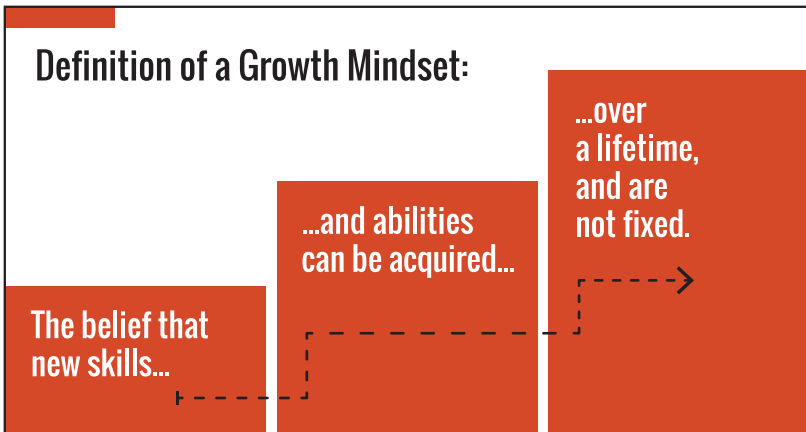 Definition of a Growth Mindset:
The belief that
new skills...
...and abilities
can be acquired...
...over
a lifetime,
and are
not fixed.